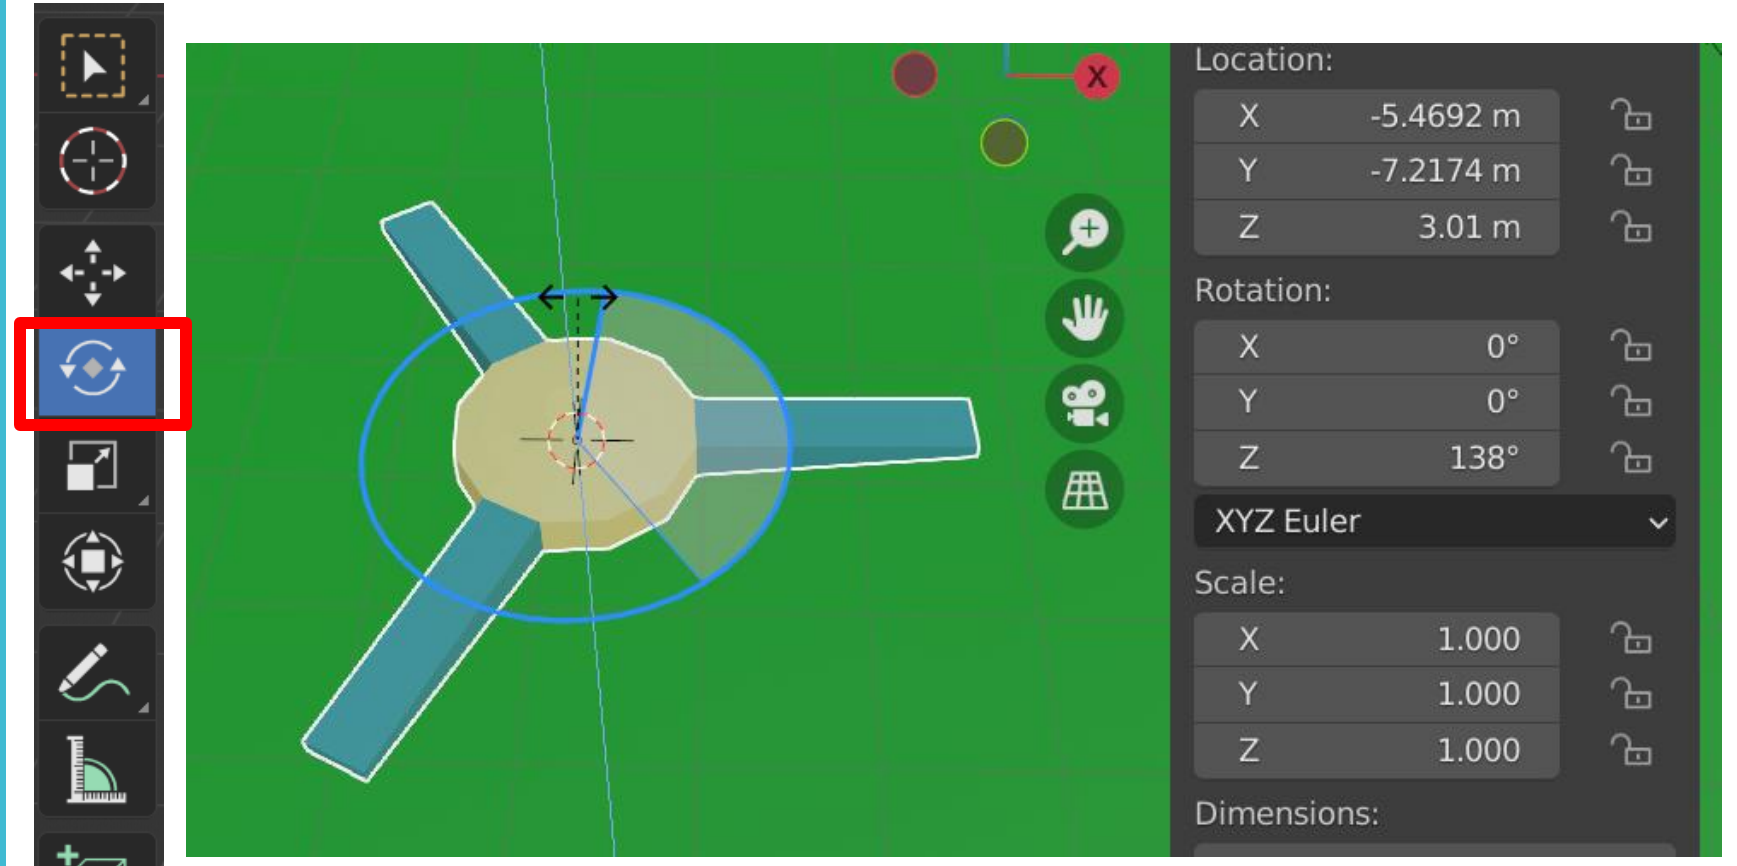 X
Location:
X -5.4692 m
Y -7.2174 m
Z 3.01 m
Rotation:
X 0°
Y 0°
Z 138°
XYZ Euler
Scale:
X 1.000
Y 1.000
Z 1.000
Dimensions: